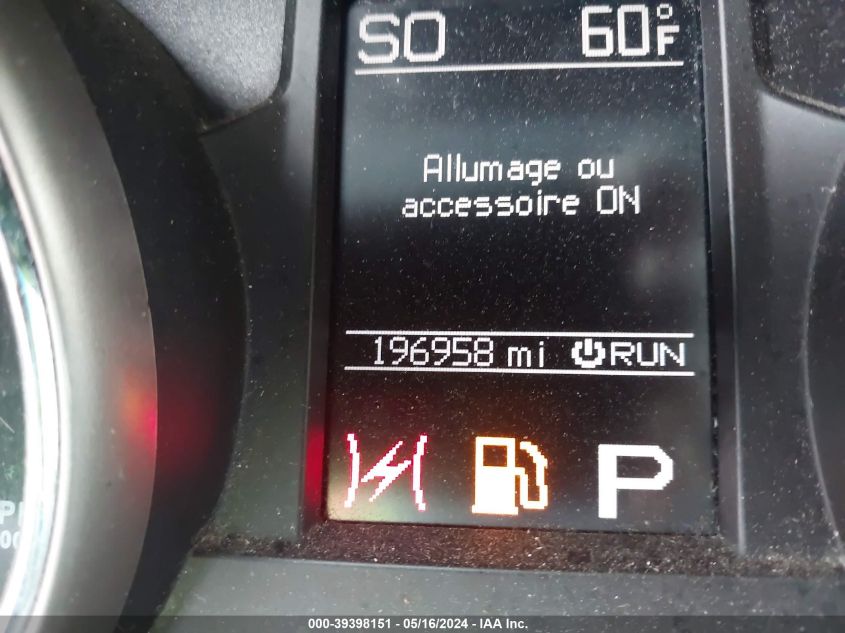 SO 60°F
Allumage ou
accessoire ON
196958 mi RUN
P
000-39398151 - 05/16/2024 - IAA Inc.